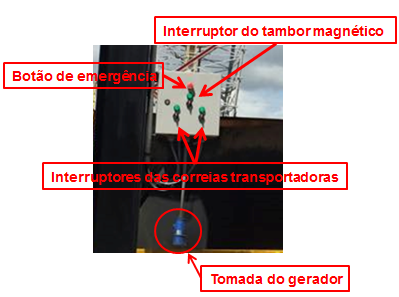 Interruptor do tambor magnético
Botão de emergência
Interruptores das correias transportadoras
Tomada do gerador